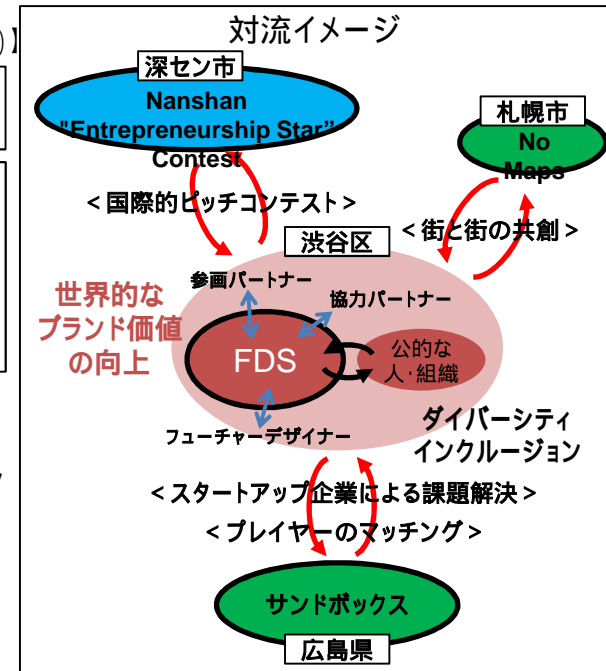 )】
対流イメージ
深セン市
Nanshan
"Entrepreneurship Star”
Contest
札幌市
No
Maps
＜国際的ピッチコンテスト＞
＜街と街の共創＞
渋谷区
参画パートナー
協力パートナー
世界的な
ブランド価値
の向上
FDS
公的な
人・組織
フューチャーデザイナー
ダイバーシティ
インクルージョン
＜スタートアップ企業による課題解決＞
＜プレイヤーのマッチング＞
サンドボックス
広島県